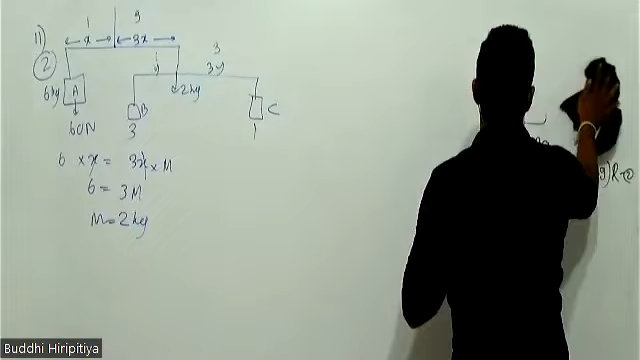 1 9
11) x 3x
2 3
y 3y
6kg A 2kg
B C
60N 3 1
6 × x = 3x × M
6 = 3M
M = 2kg
g)R
Buddhi Hiripitiya